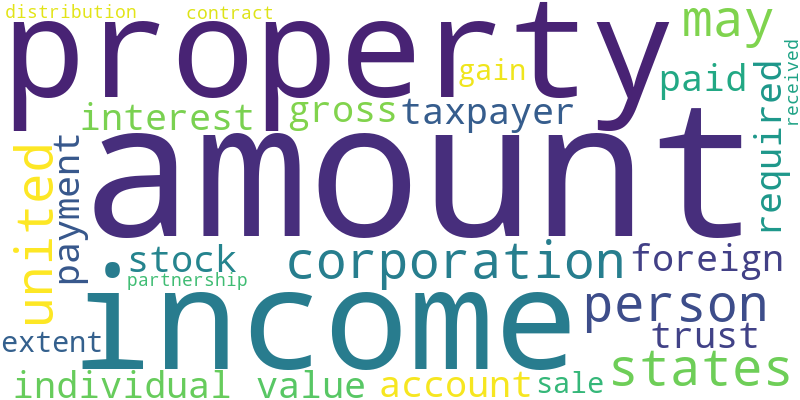 distribution
contract
property
may
gain
paid
received
interest
gross
taxpayer
required
amount
united
payment
stock
corporation
foreign
partnership
income
person
extent
trust
states
individual
value
account
sale